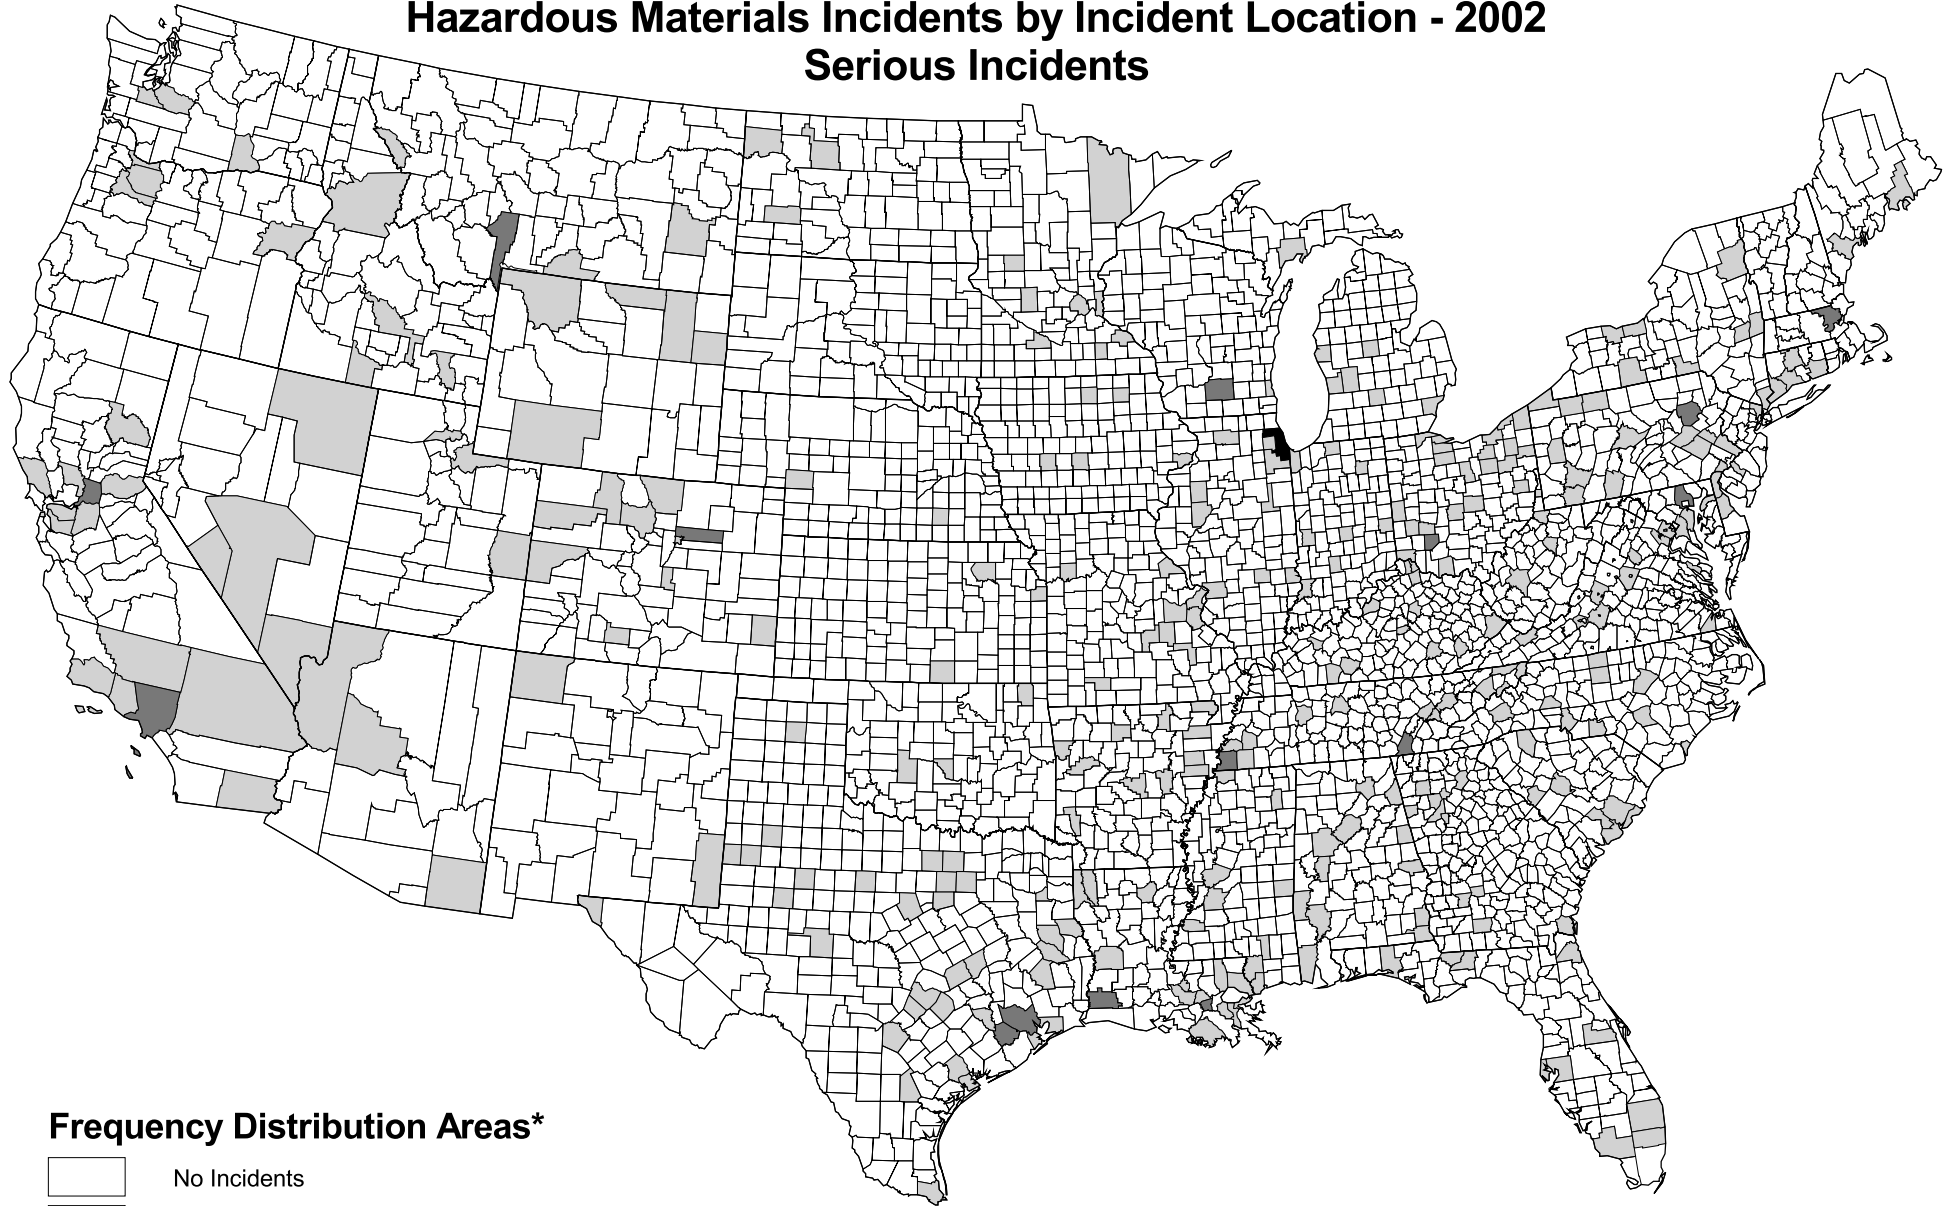 Hazardous Materials Incidents by Incident Location - 2002
Serious Incidents
Frequency Distribution Areas*
No Incidents